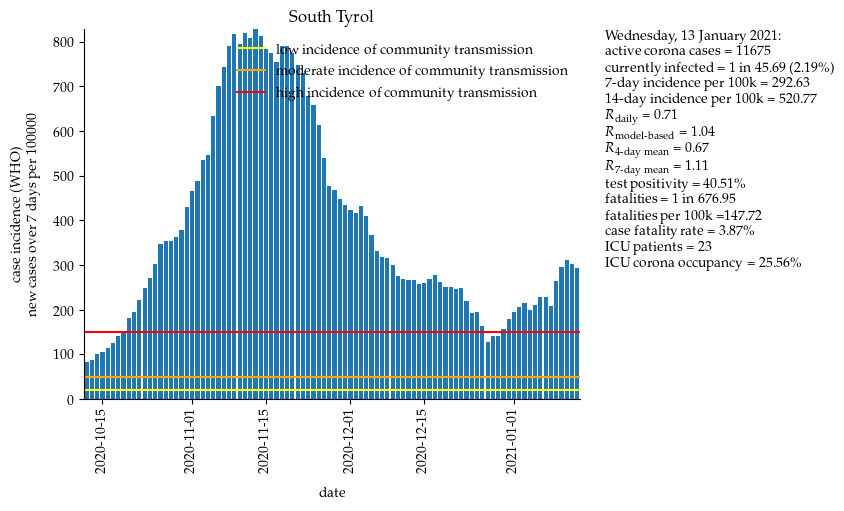 South Tyrol
low incidence of community transmission
moderate incidence of community transmission
high incidence of community transmission
case incidence (WHO)
new cases over 7 days per 100000
800
700
600
500
400
300
200
100
0
2020-10-15
2020-11-01
2020-11-15
2020-12-01
2020-12-15
2021-01-01
date
Wednesday, 13 January 2021:
active corona cases = 11675
currently infected = 1 in 45.69 (2.19%)
7-day incidence per 100k = 292.63
14-day incidence per 100k = 520.77
R daily = 0.71
R model-based = 1.04
R 4-day mean = 0.67
R 7-day mean = 1.11
test positivity = 40.51%
fatalities = 1 in 676.95
fatalities per 100k =147.72
case fatality rate = 3.87%
ICU patients = 23
ICU corona occupancy = 25.56%